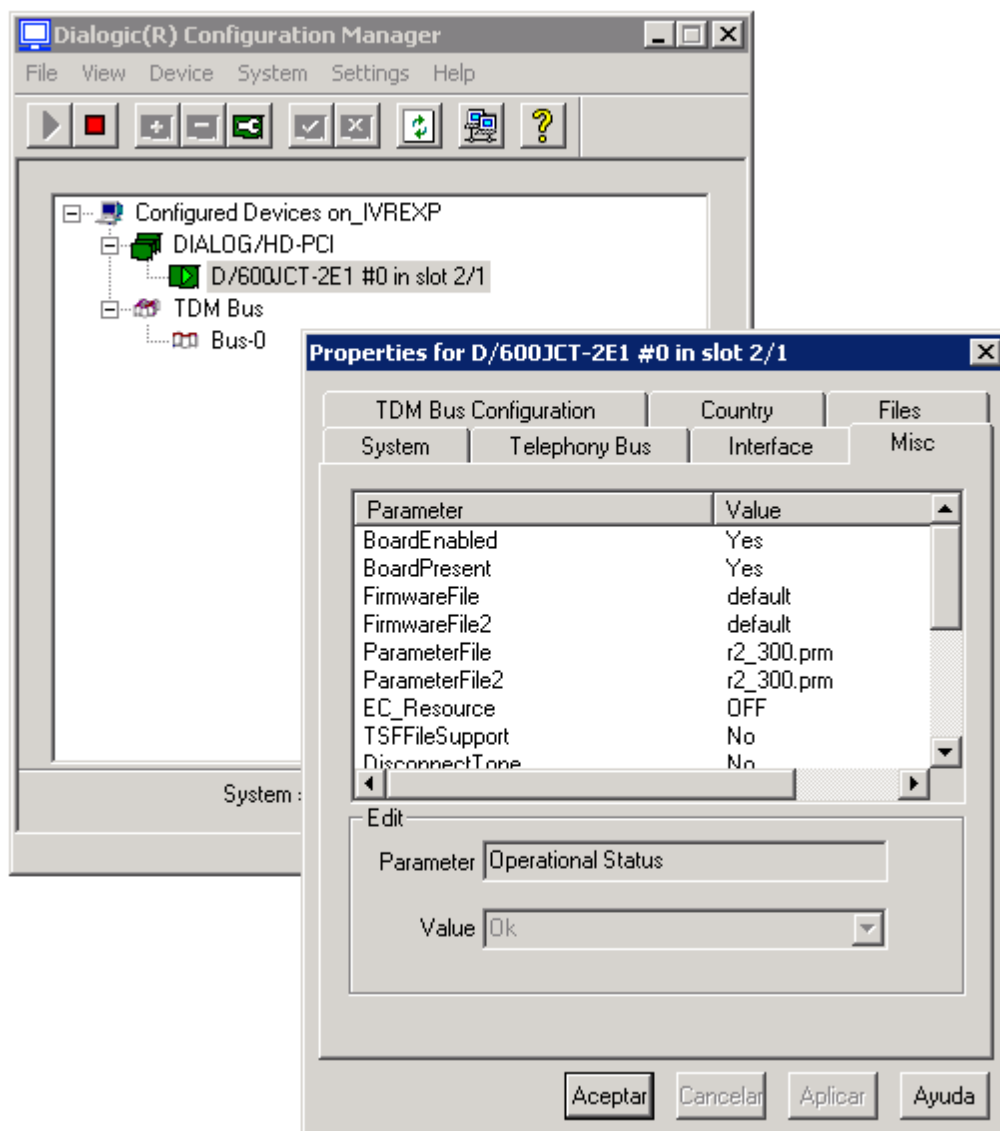 Dialogic(R) Configuration Manager
File View Device System Settings Help
Configured Devices on_IVREXP
DIALOG/HD-PCI
D/600JCT-2E1 #0 in slot 2/1
TDM Bus
Bus-0
System :
Properties for D/600JCT-2E1 #0 in slot 2/1
TDM Bus Configuration Country Files
System Telephony Bus Interface Misc
Parameter Value
BoardEnabled Yes
BoardPresent Yes
FirmwareFile default
FirmwareFile2 default
ParameterFile r2_300.prm
ParameterFile2 r2_300.prm
EC_Resource OFF
TSFFileSupport No
DisconnectTone No
Edit
Parameter Operational Status
Value Ok
Aceptar Cancelar Aplicar Ayuda